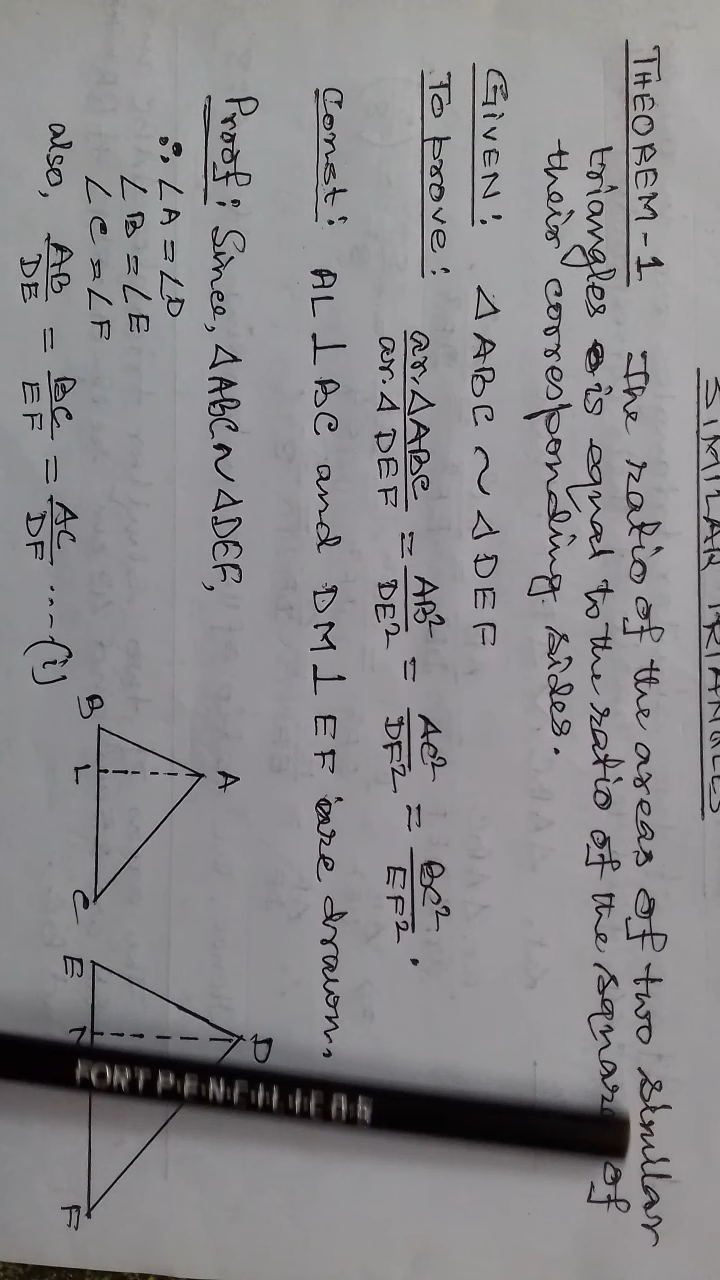 SIMILAR TRIANGLES
THEOREM-1 The ratio of the areas of two similar
triangles is equal to the ratio of the square of
their corresponding sides.
GIVEN: Δ ABC ~ Δ DEF
To prove: ar. Δ ABC / ar. Δ DEF = AB² / DE² = AC² / DF² = BC² / EF².
Const: AL ⊥ BC and DM ⊥ EF are drawn.
Proof: Since, Δ ABC ~ Δ DEF,
∴ ∠A = ∠D
∠B = ∠E
∠C = ∠F
also, AB / DE = BC / EF = AC / DF ... (i)
A
B L C
D
E F